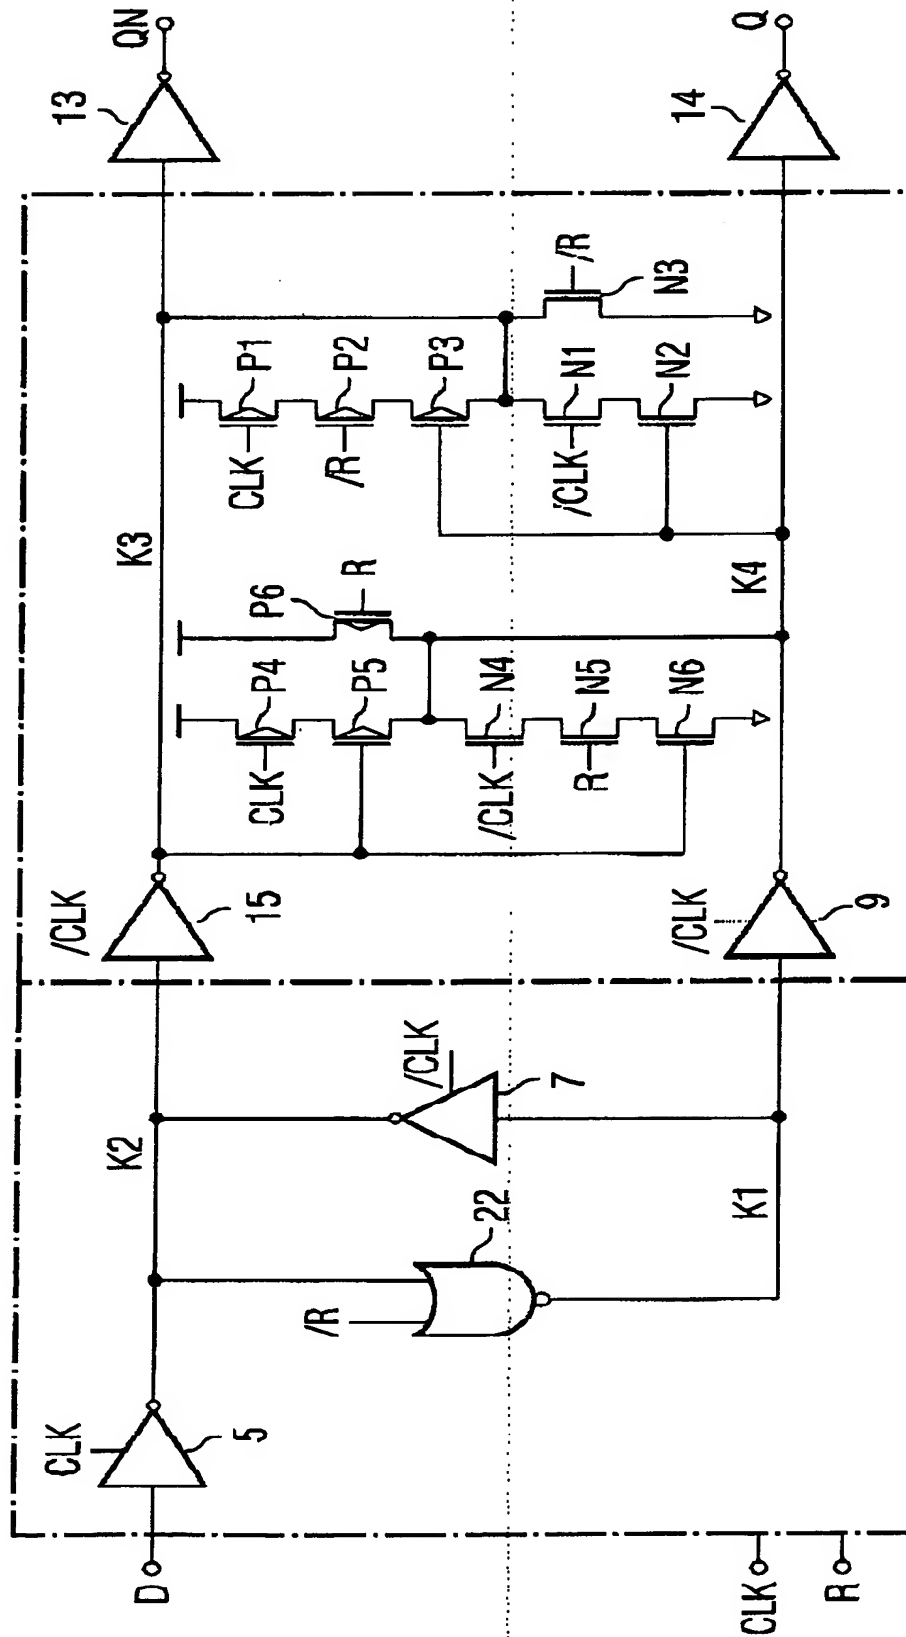 QN
Q
13
14
/R
N3
P1
P2
P3
N1
N2
CLK
/R
/CLK
K3
K4
P6
R
P4
P5
N4
N5
N6
CLK
/CLK
R
/CLK
15
/CLK
9
/CLK
7
K2
K1
22
/R
CLK
5
D
CLK
R